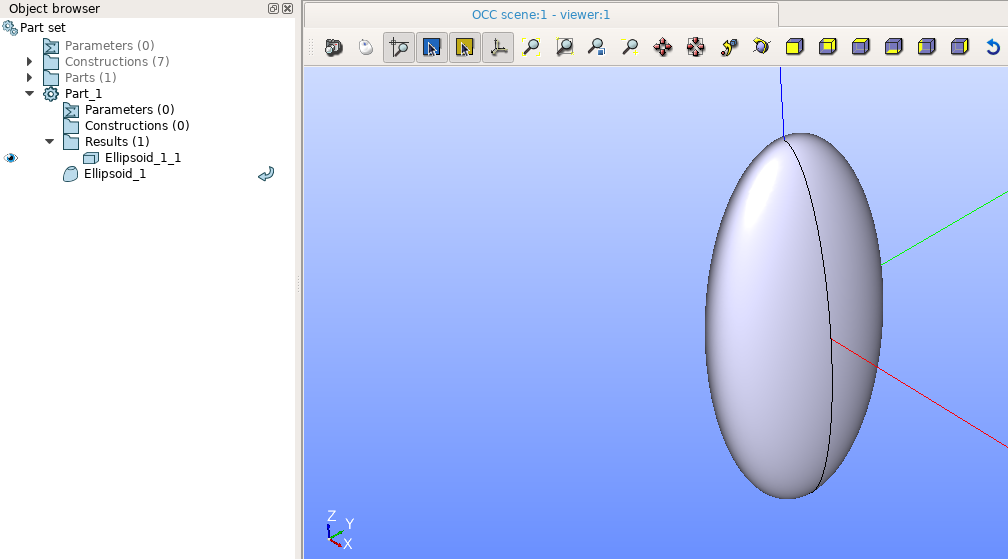 Object browser
Part set
Parameters (0)
Constructions (7)
Parts (1)
Part_1
Parameters (0)
Constructions (0)
Results (1)
Ellipsoid_1_1
Ellipsoid_1
OCC scene:1 - viewer:1
Z
Y
X